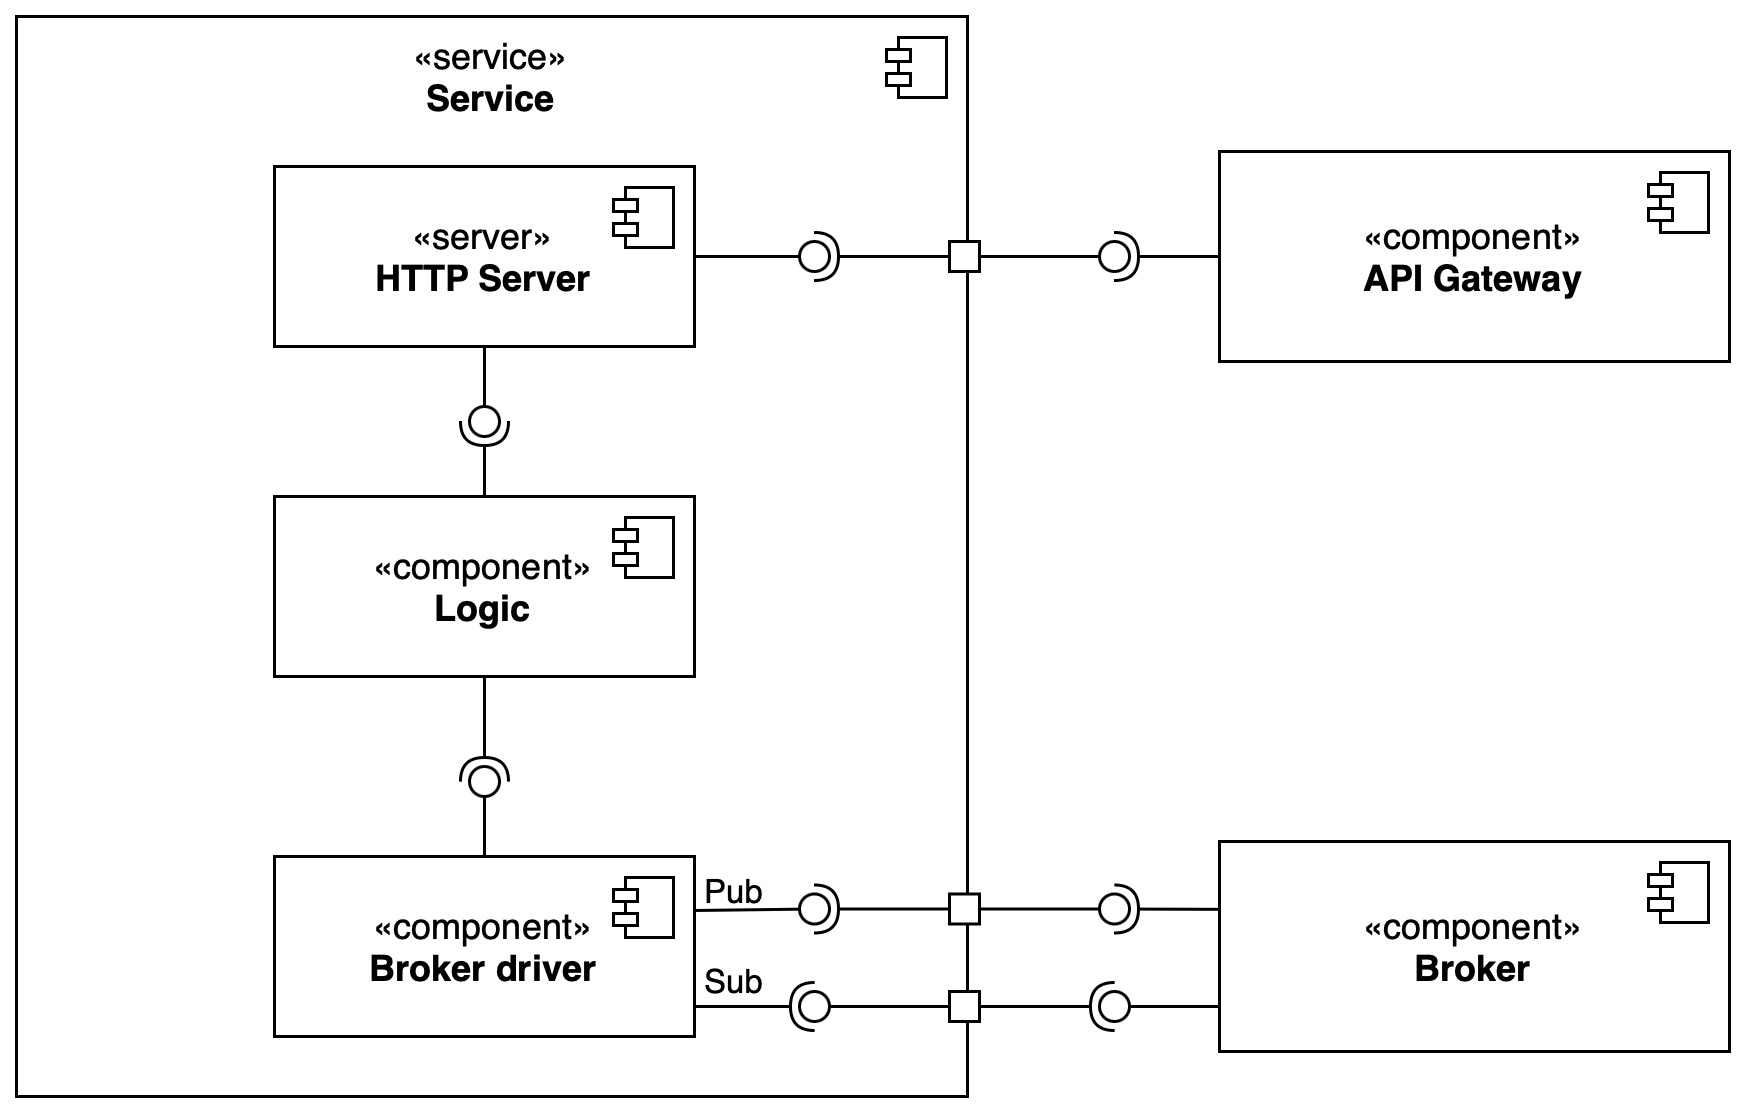 «service»
Service
«server»
HTTP Server
«component»
API Gateway
«component»
Logic
Pub
«component»
Broker driver
Sub
«component»
Broker